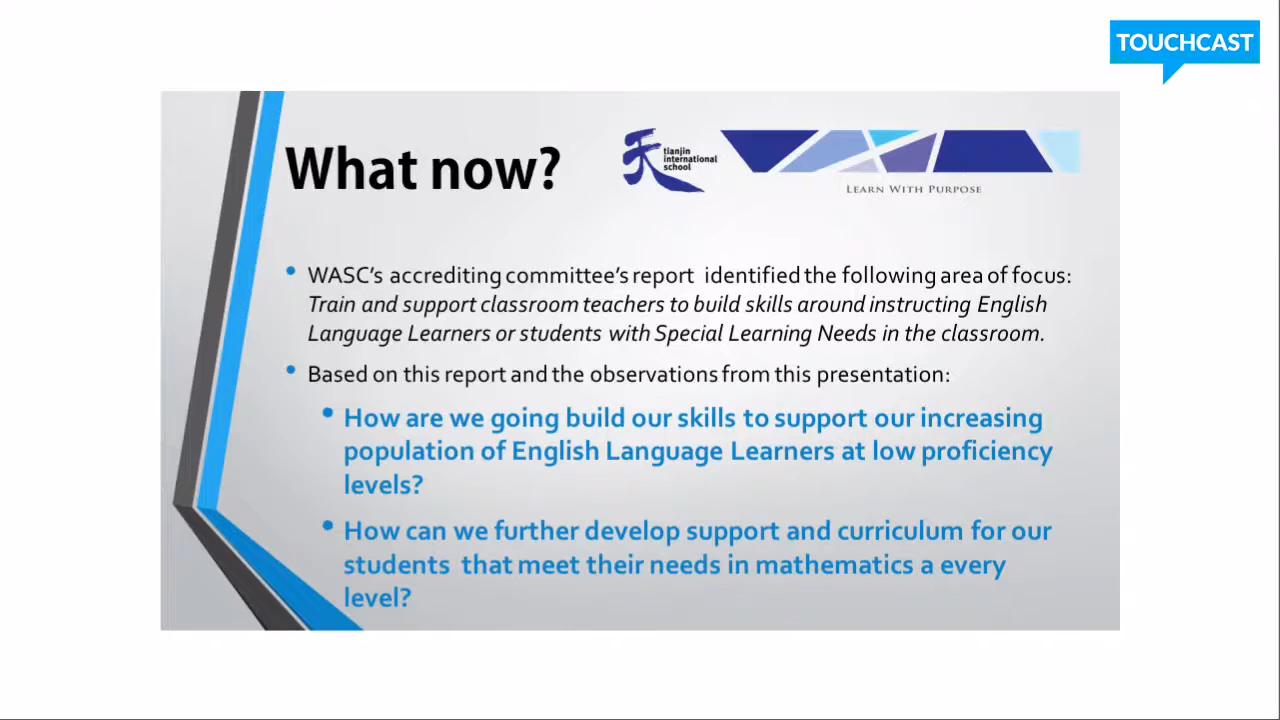 TOUCHCAST
What now?
tianjin
international
school
LEARN WITH PURPOSE
• WASC's accrediting committee's report identified the following area of focus:
Train and support classroom teachers to build skills around instructing English
Language Learners or students with Special Learning Needs in the classroom.
• Based on this report and the observations from this presentation:
• How are we going build our skills to support our increasing
population of English Language Learners at low proficiency
levels?
• How can we further develop support and curriculum for our
students that meet their needs in mathematics a every
level?